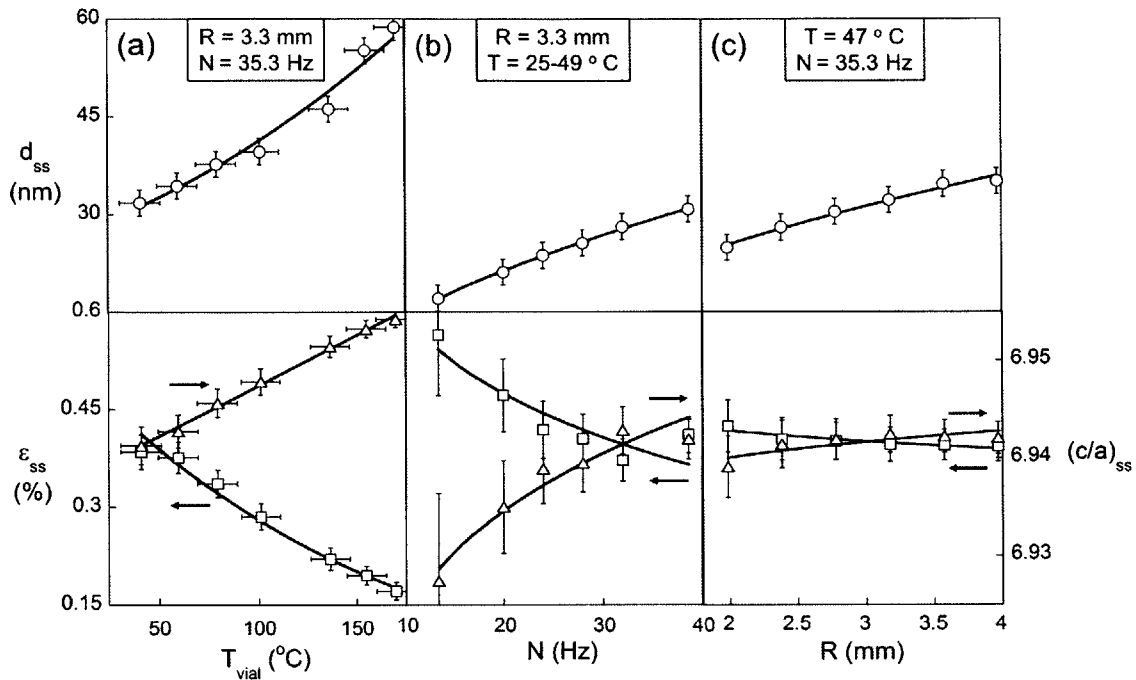 (a)
R = 3.3 mm
N = 35.3 Hz
(b)
R = 3.3 mm
T = 25-49 ° C
(c)
T = 47 ° C
N = 35.3 Hz
60
45
30
d_ss
(nm)
0.6
0.45
0.3
0.15
ε_ss
(%)
6.95
6.94
6.93
(c/a)_ss
50
100
150
10
20
30
40
2
2.5
3
3.5
4
T_vial (°C)
N (Hz)
R (mm)